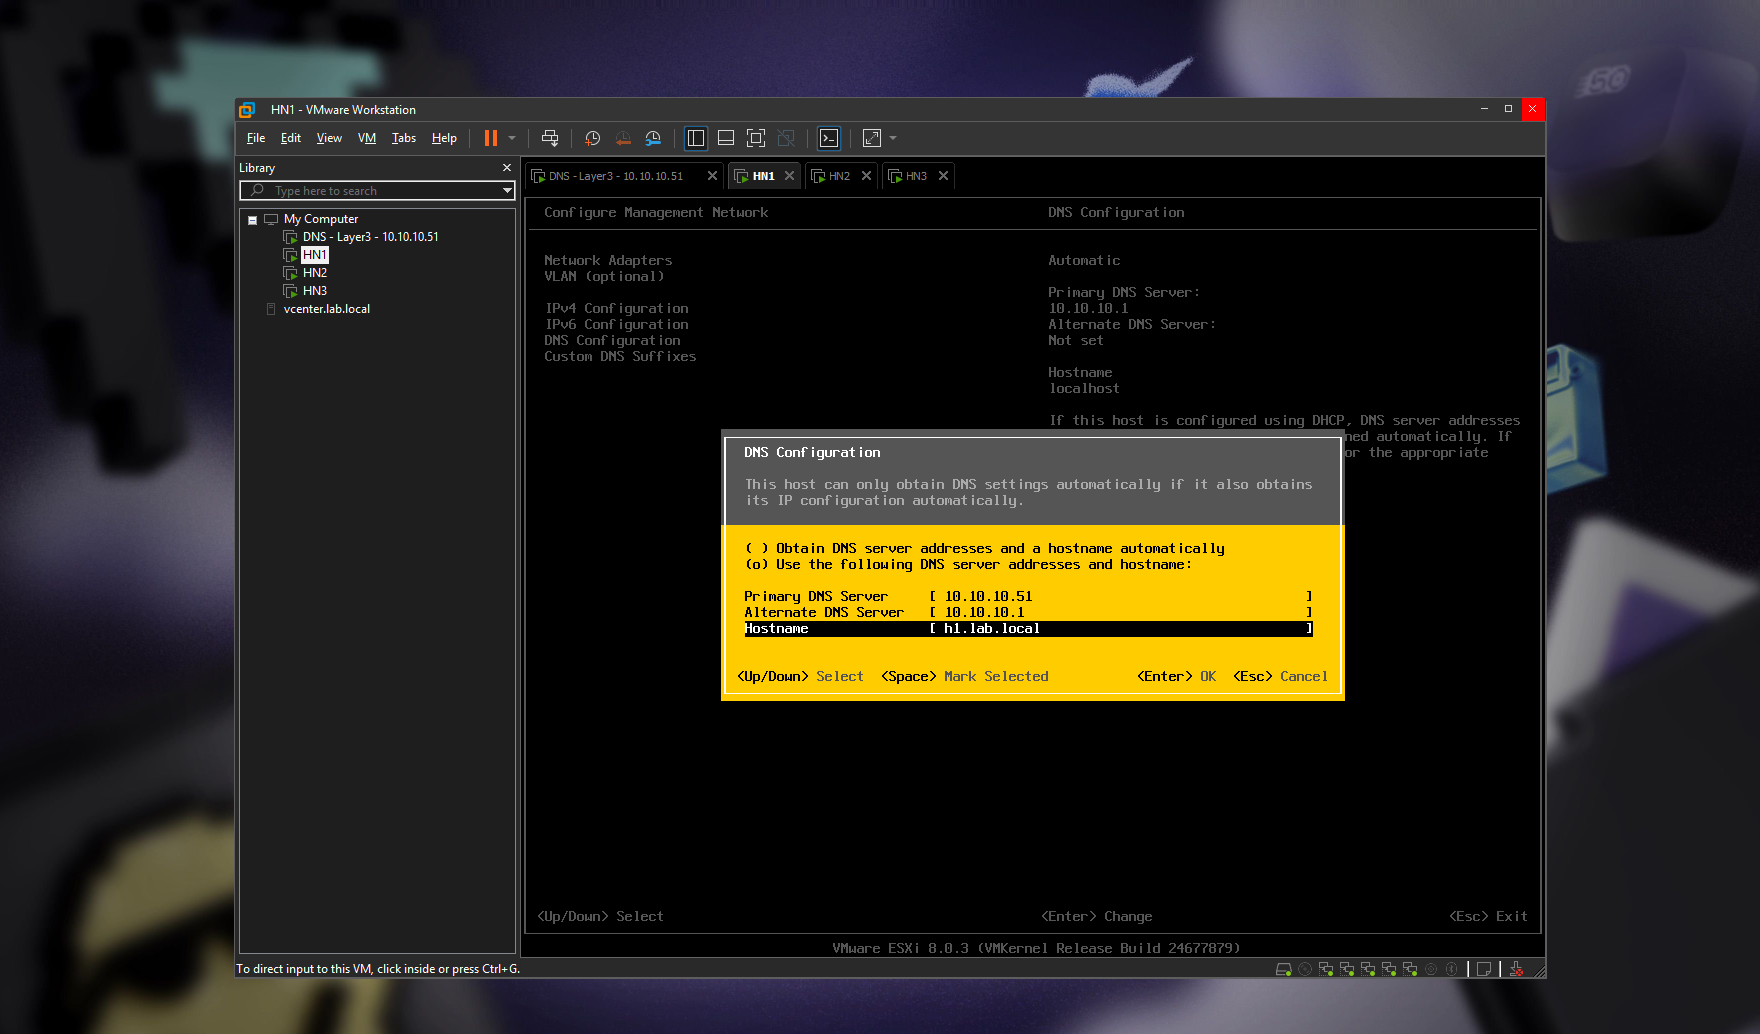 50
HN1 - VMware Workstation
File Edit View VM Tabs Help
Library
Type here to search
My Computer
DNS - Layer3 - 10.10.10.51
HN1
HN2
HN3
vcenter.lab.local
DNS - Layer3 - 10.10.10.51 HN1 HN2 HN3
Configure Management Network DNS Configuration
Network Adapters
VLAN (optional)
IPv4 Configuration
IPv6 Configuration
DNS Configuration
Custom DNS Suffixes
Automatic
Primary DNS Server:
10.10.10.1
Alternate DNS Server:
Not set
Hostname
localhost
If this host is configured using DHCP, DNS server addresses
ned automatically. If
or the appropriate
DNS Configuration
This host can only obtain DNS settings automatically if it also obtains
its IP configuration automatically.
( ) Obtain DNS server addresses and a hostname automatically
(o) Use the following DNS server addresses and hostname:
Primary DNS Server [ 10.10.10.51 ]
Alternate DNS Server [ 10.10.10.1 ]
Hostname [ h1.lab.local ]
<Up/Down> Select <Space> Mark Selected <Enter> OK <Esc> Cancel
<Up/Down> Select <Enter> Change <Esc> Exit
VMware ESXi 8.0.3 (VMKernel Release Build 24677879)
To direct input to this VM, click inside or press Ctrl+G.